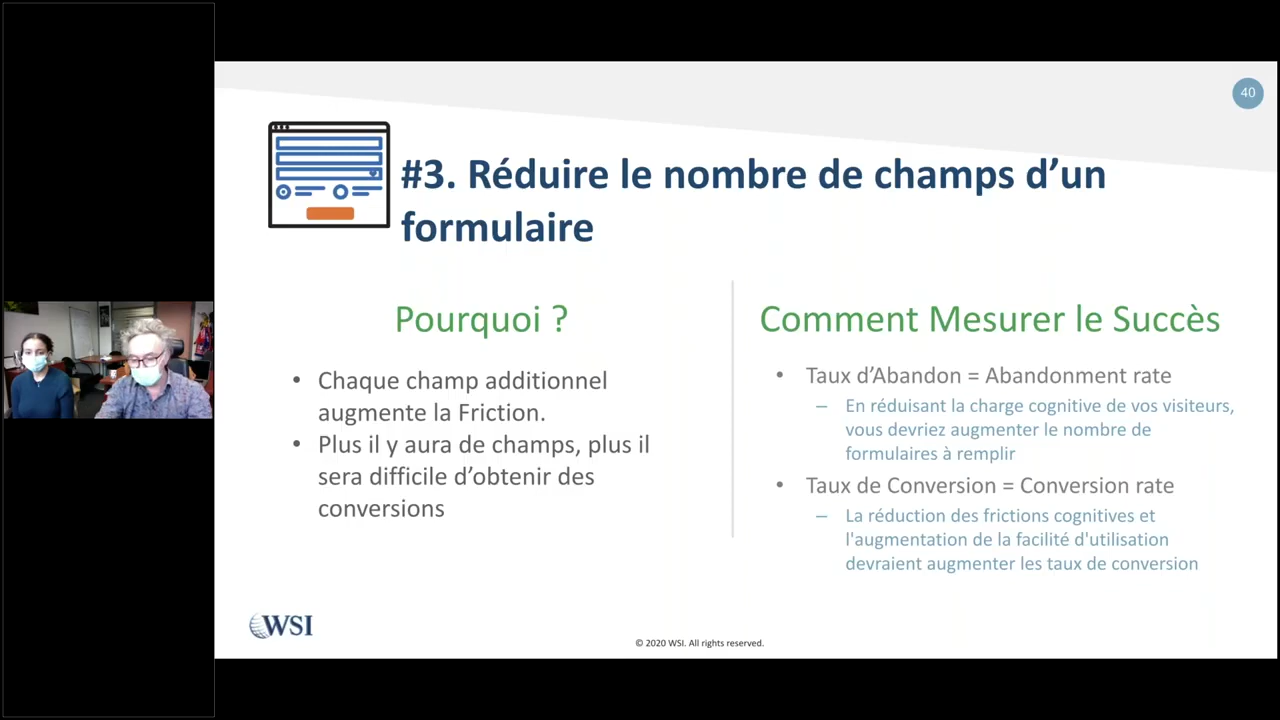 40
#3. Réduire le nombre de champs d’un
formulaire
Pourquoi ?
• Chaque champ additionnel
augmente la Friction.
• Plus il y aura de champs, plus il
sera difficile d’obtenir des
conversions
Comment Mesurer le Succès
• Taux d’Abandon = Abandonment rate
– En réduisant la charge cognitive de vos visiteurs,
vous devriez augmenter le nombre de
formulaires à remplir
• Taux de Conversion = Conversion rate
– La réduction des frictions cognitives et
l'augmentation de la facilité d'utilisation
devraient augmenter les taux de conversion
WSI
© 2020 WSI. All rights reserved.